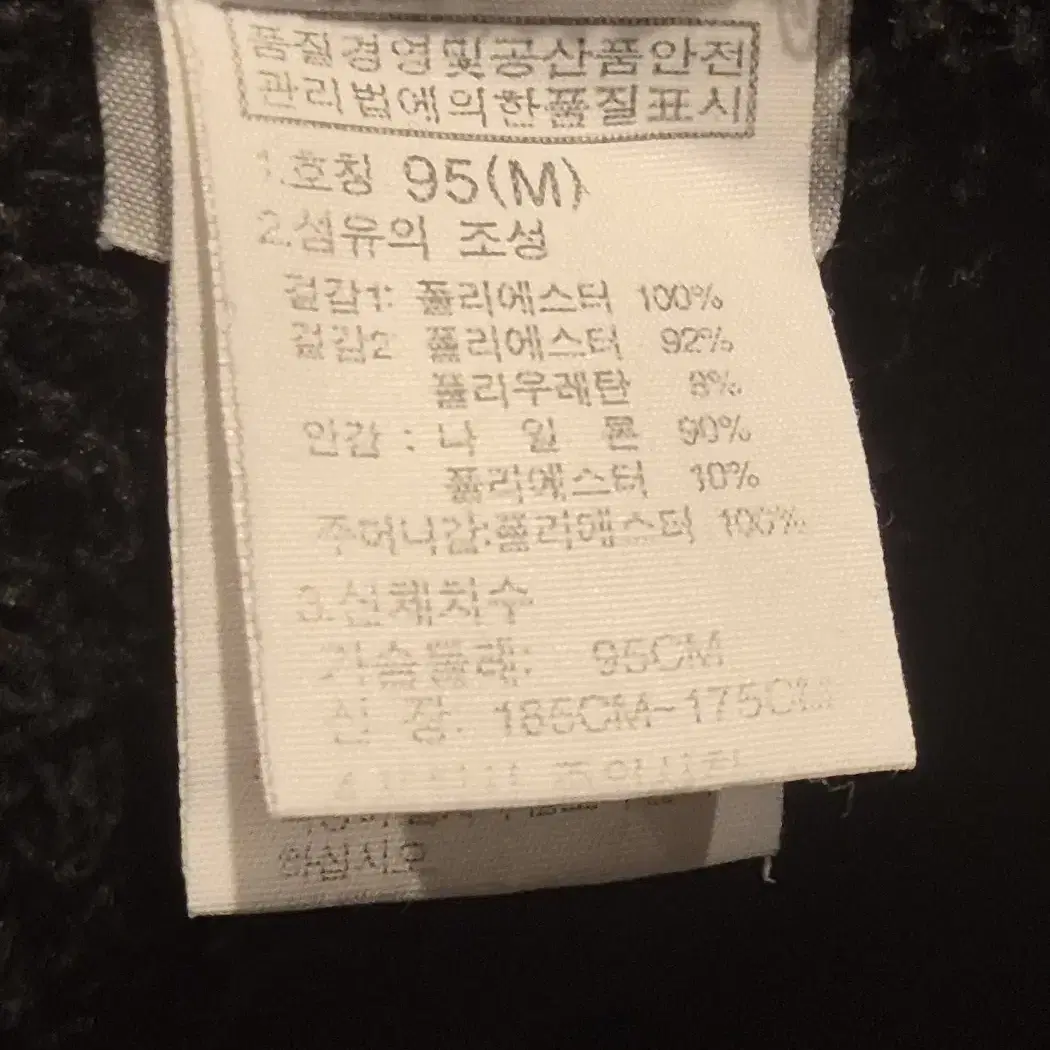 품질경영및공산품안전
관리법에의한품질표시
1.호칭 95(M)
2.섬유의 조성
겉감1: 폴리에스터 100%
겉감2 폴리에스터 92%
폴리우레탄 8%
안감 : 나 일 론 90%
폴리에스터 10%
주머니감:폴리에스터 100%
3.신체치수
가슴둘레: 95CM
신 장: 165CM~175CM
하십시오